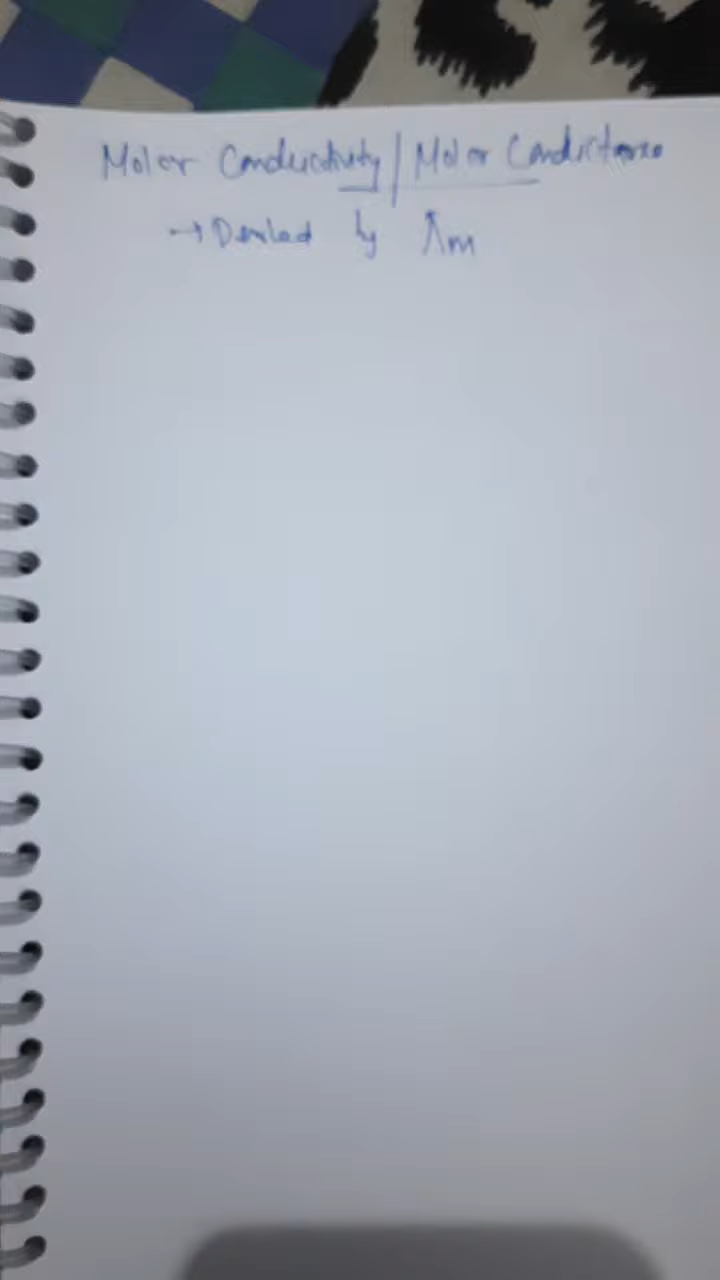 Molar Conductivity / Molar Conductance
→ Denoted by Λm